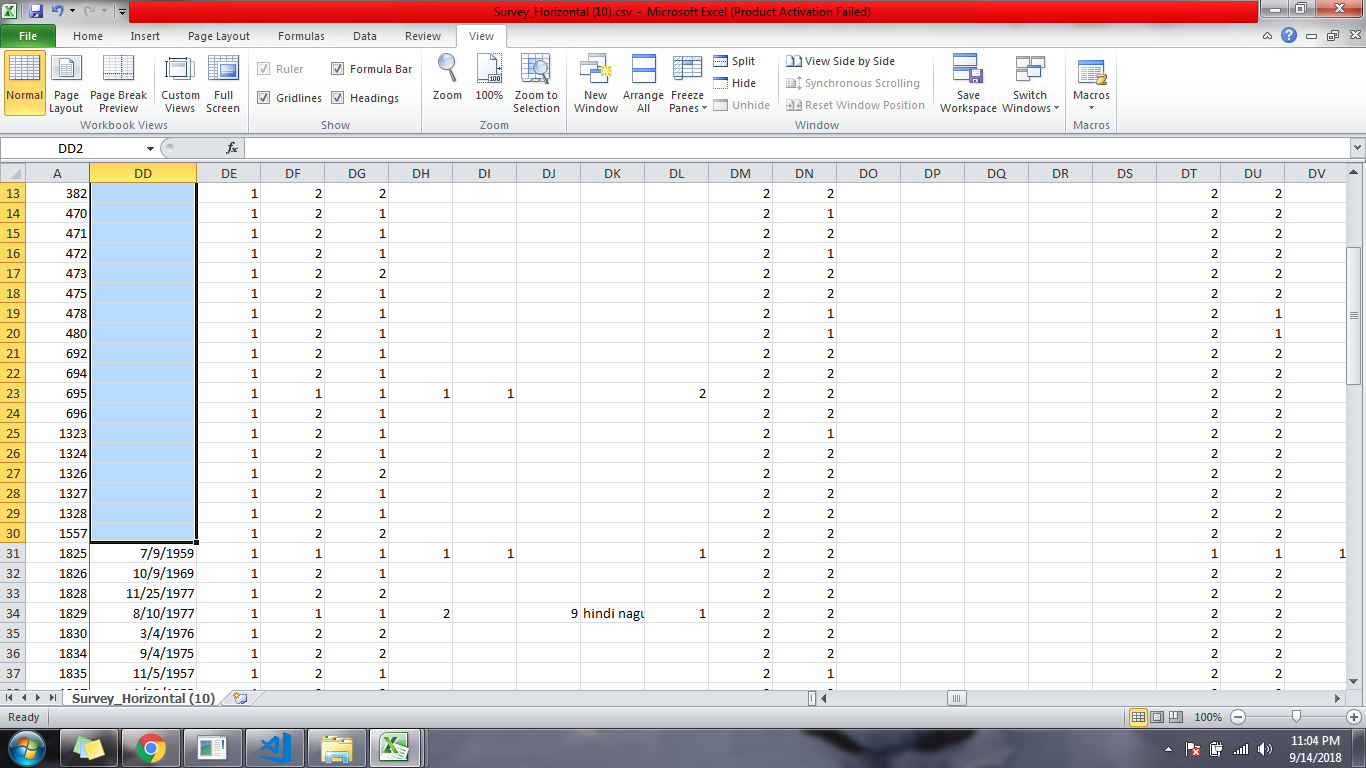 Survey_Horizontal (10).csv - Microsoft Excel (Product Activation Failed)
File Home Insert Page Layout Formulas Data Review View
Normal Page Layout Page Break Preview Custom Views Full Screen
Workbook Views
Ruler Formula Bar
Gridlines Headings
Show
Zoom 100% Zoom to Selection
Zoom
New Window Arrange All Freeze Panes
Split
Hide
Unhide
View Side by Side
Synchronous Scrolling
Reset Window Position
Save Workspace Switch Windows
Window
Macros
Macros
DD2 fx
A DD DE DF DG DH DI DJ DK DL DM DN DO DP DQ DR DS DT DU DV
13 382 1 2 2 2 2 2 2
14 470 1 2 1 2 1 2 2
15 471 1 2 1 2 2 2 2
16 472 1 2 1 2 1 2 2
17 473 1 2 2 2 2 2 2
18 475 1 2 1 2 2 2 2
19 478 1 2 1 2 1 2 1
20 480 1 2 1 2 1 2 1
21 692 1 2 1 2 2 2 2
22 694 1 2 1 2 2 2 2
23 695 1 1 1 1 1 2 2 2 2 2
24 696 1 2 1 2 2 2 2
25 1323 1 2 1 2 1 2 2
26 1324 1 2 1 2 2 2 2
27 1326 1 2 2 2 2 2 2
28 1327 1 2 1 2 2 2 2
29 1328 1 2 1 2 2 2 2
30 1557 1 2 2 2 2 2 2
31 1825 7/9/1959 1 1 1 1 1 1 2 2 1 1 1
32 1826 10/9/1969 1 2 1 2 2 2 2
33 1828 11/25/1977 1 2 2 2 2 2 2
34 1829 8/10/1977 1 1 1 2 9 hindi nagu 1 2 2 2 2
35 1830 3/4/1976 1 2 2 2 2 2 2
36 1834 9/4/1975 1 2 2 2 2 2 2
37 1835 11/5/1957 1 2 1 2 1 2 2
Survey_Horizontal (10)
Ready 100%
11:04 PM
9/14/2018